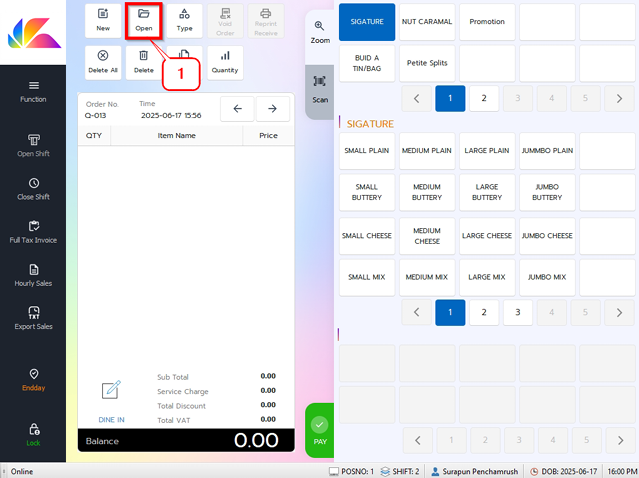 New
Open
Type
Void
Order
Reprint
Receive
Delete All
Delete
Quantity
1
Zoom
Scan
Function
Open Shift
Close Shift
Full Tax Invoice
Hourly Sales
TXT
Export Sales
Endday
Lock
Order No.
Time
Q-013
2025-06-17 15:56
QTY
Item Name
Price
Sub Total
0.00
Service Charge
0.00
Total Discount
0.00
Total VAT
0.00
DINE IN
Balance
0.00
PAY
SIGATURE
NUT CARAMAL
Promotion
BUID A
TIN/BAG
Petite Splits
1
2
3
4
5
SIGATURE
SMALL PLAIN
MEDIUM PLAIN
LARGE PLAIN
JUMMBO PLAIN
SMALL
BUTTERY
MEDIUM
BUTTERY
LARGE
BUTTERY
JUMBO
BUTTERY
SMALL CHEESE
MEDIUM
CHEESE
LARGE CHEESE
JUMBO CHEESE
SMALL MIX
MEDIUM MIX
LARGE MIX
JUMBO MIX
1
2
3
4
5
1
2
3
4
5
Online
POSNO: 1
SHIFT: 2
Surapun Penchamrush
DOB: 2025-06-17
16:00 PM